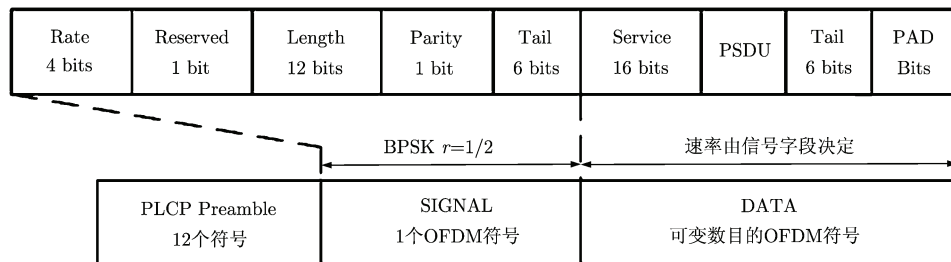 Rate
4 bits
Reserved
1 bit
Length
12 bits
Parity
1 bit
Tail
6 bits
Service
16 bits
PSDU
Tail
6 bits
PAD
Bits
BPSK r=1/2
速率由信号字段决定
PLCP Preamble
12个符号
SIGNAL
1个OFDM符号
DATA
可变数目的OFDM符号